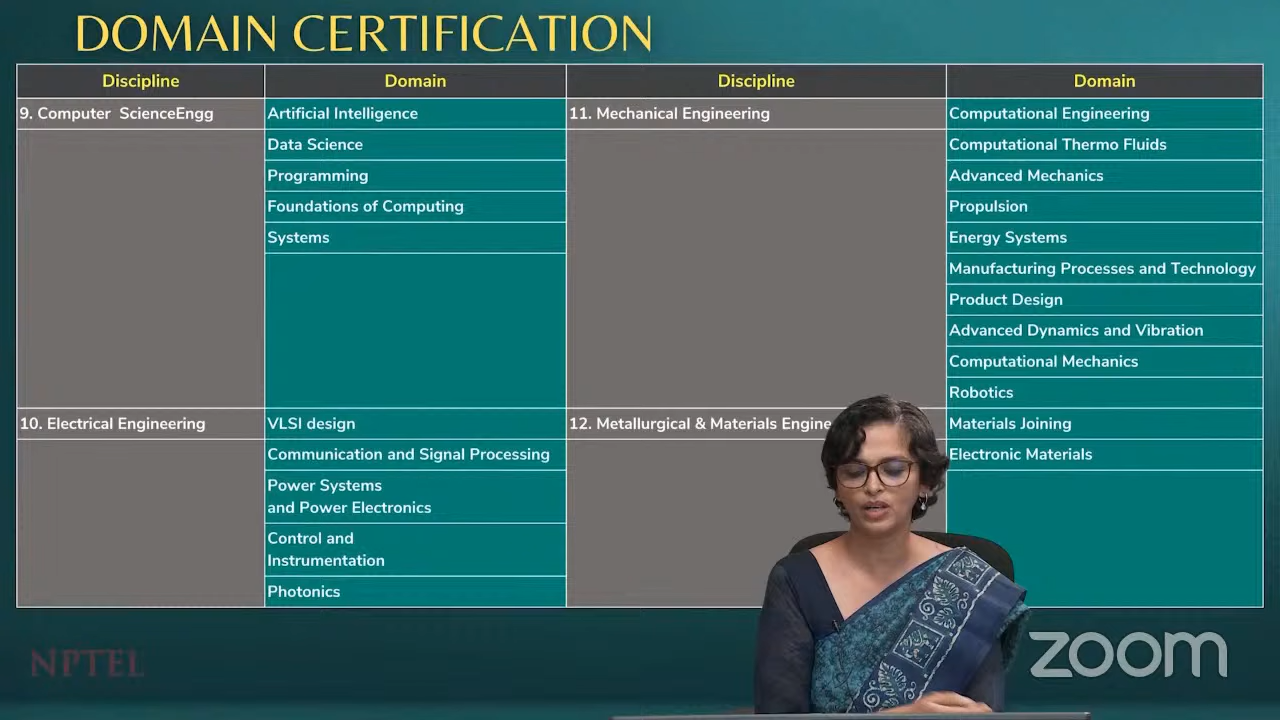 DOMAIN CERTIFICATION
Discipline Domain Discipline Domain
9. Computer ScienceEngg Artificial Intelligence 11. Mechanical Engineering Computational Engineering
Data Science Computational Thermo Fluids
Programming Advanced Mechanics
Foundations of Computing Propulsion
Systems Energy Systems
Manufacturing Processes and Technology
Product Design
Advanced Dynamics and Vibration
Computational Mechanics
Robotics
10. Electrical Engineering VLSI design 12. Metallurgical & Materials Engine Materials Joining
Communication and Signal Processing Electronic Materials
Power Systems
and Power Electronics
Control and
Instrumentation
Photonics
NPTEL
zoom